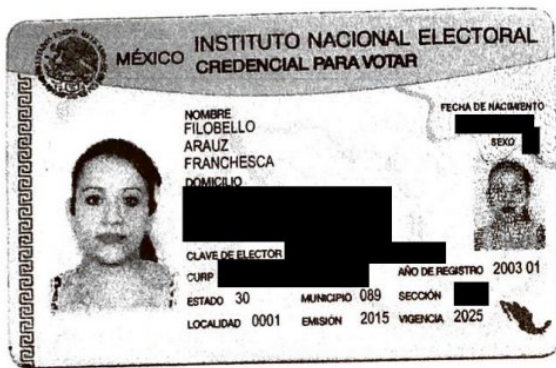 MÉXICO INSTITUTO NACIONAL ELECTORAL
CREDENCIAL PARA VOTAR
NOMBRE
FILOBELLO
ARAUZ
FRANCHESCA
FECHA DE NACIMIENTO
SEXO
DOMICILIO
CLAVE DE ELECTOR
CURP
AÑO DE REGISTRO 2003 01
ESTADO 30 MUNICIPIO 089 SECCIÓN
LOCALIDAD 0001 EMISIÓN 2015 VIGENCIA 2025